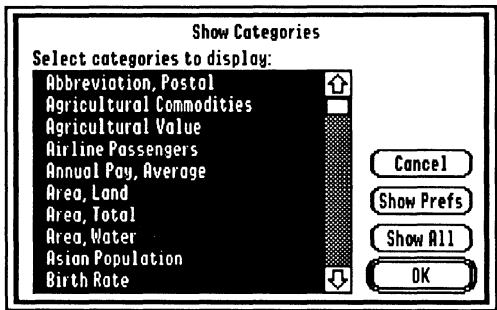 Show Categories
Select categories to display:
Abbreviation, Postal
Agricultural Commodities
Agricultural Value
Airline Passengers
Annual Pay, Average
Area, Land
Area, Total
Area, Water
Asian Population
Birth Rate
Cancel
Show Prefs
Show All
OK